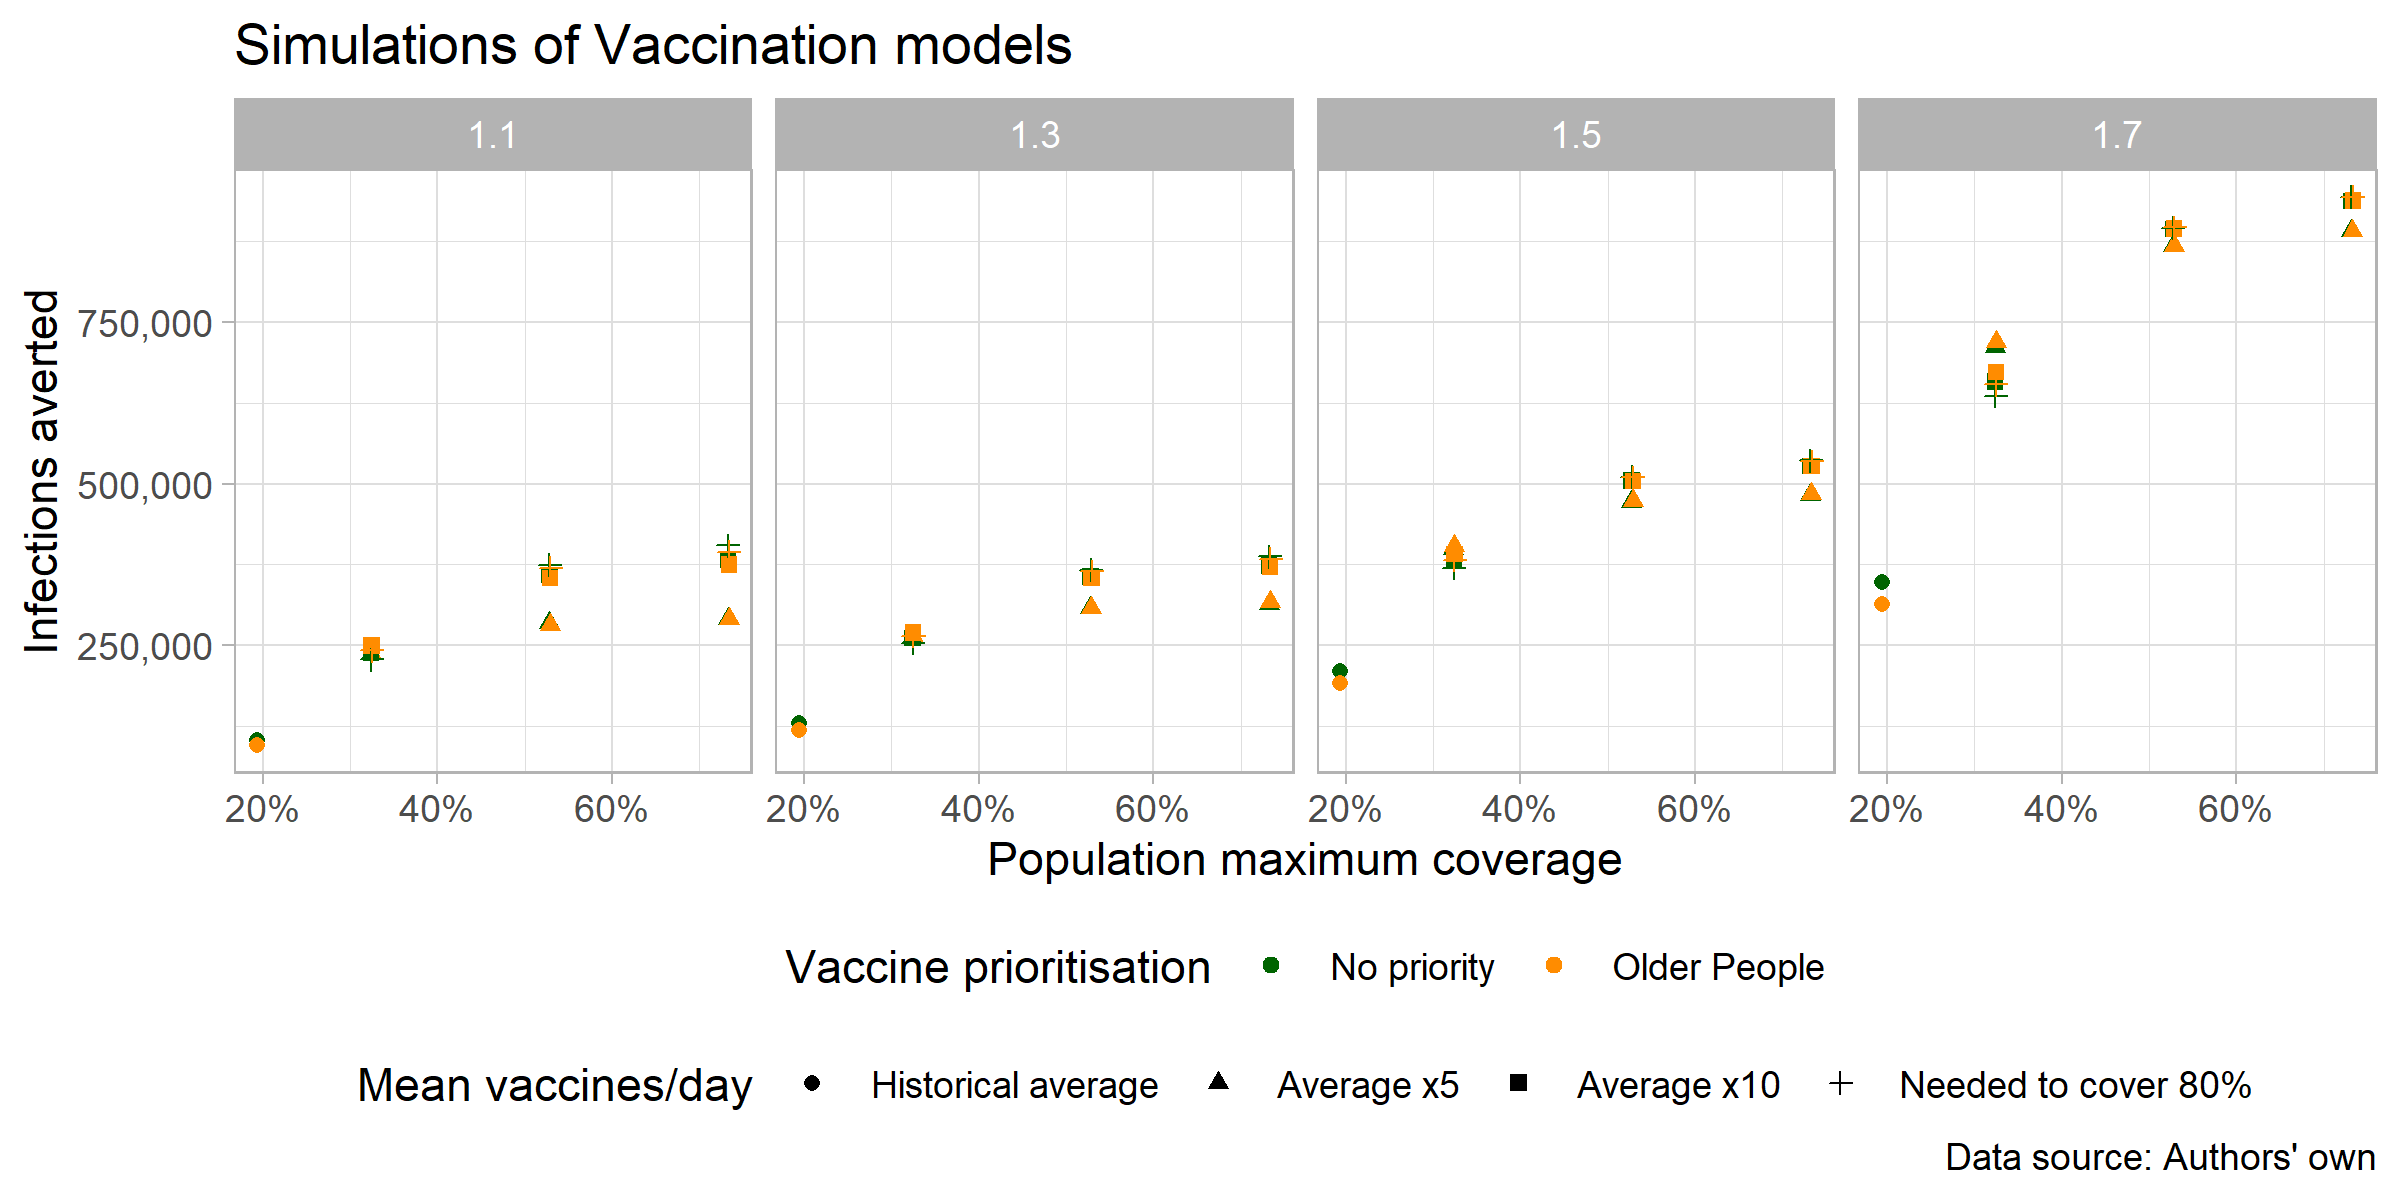 Simulations of Vaccination models
1.1 1.3 1.5 1.7
Infections averted
750,000
500,000
250,000
20% 40% 60% 20% 40% 60% 20% 40% 60% 20% 40% 60%
Population maximum coverage
Vaccine prioritisation No priority Older People
Mean vaccines/day Historical average Average x5 Average x10 Needed to cover 80%
Data source: Authors' own